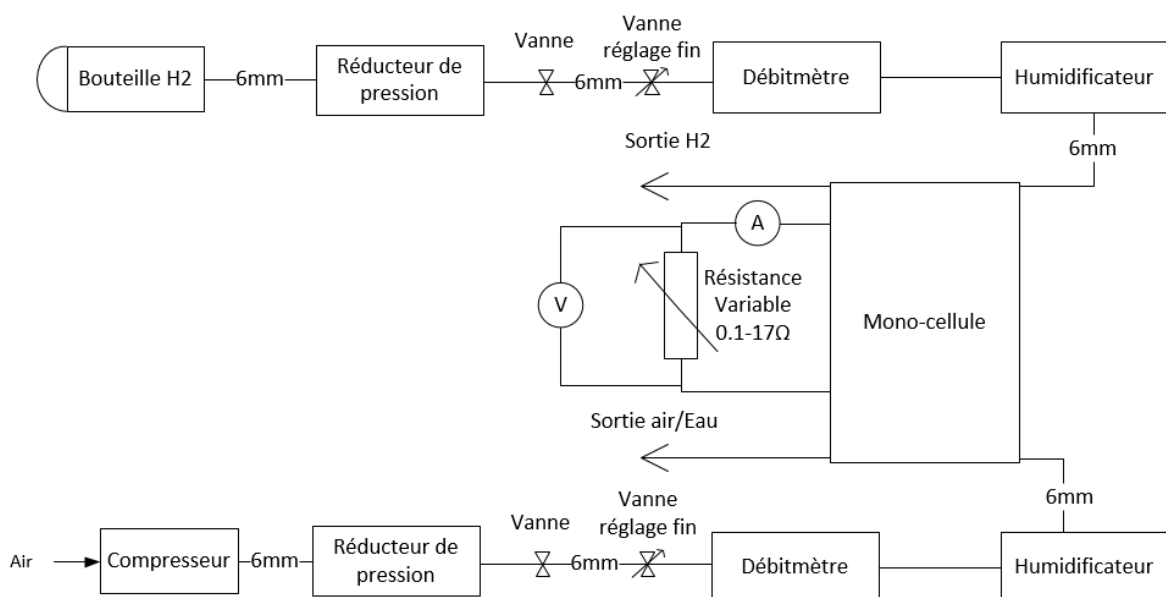 Vanne
Vanne
réglage fin
Bouteille H2
6mm
Réducteur de
pression
6mm
Débitmètre
Humidificateur
6mm
Sortie H2
A
V
Résistance
Variable
0.1-17Ω
Mono-cellule
Sortie air/Eau
6mm
Vanne
Vanne
réglage fin
Air
Compresseur
6mm
Réducteur de
pression
6mm
Débitmètre
Humidificateur